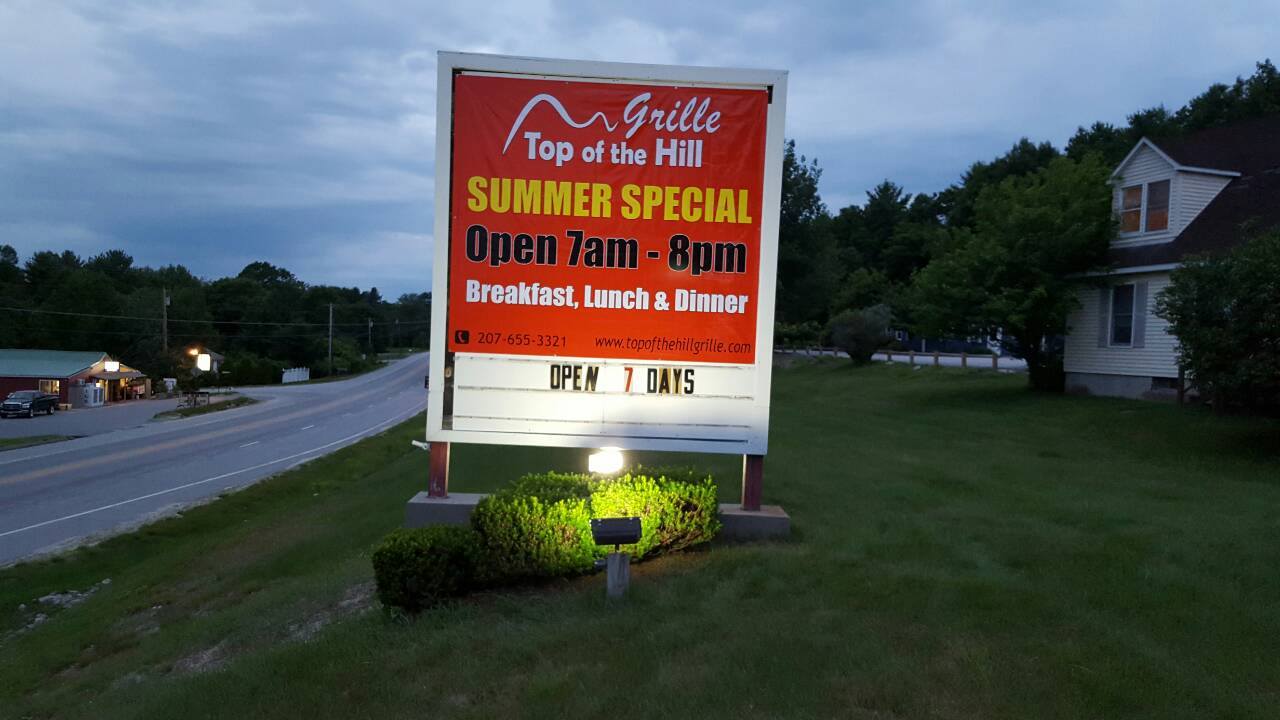 Grille
Top of the Hill
SUMMER SPECIAL
Open 7am - 8pm
Breakfast, Lunch & Dinner
207-655-3321 www.topofthehillgrille.com
OPEN 7 DAYS